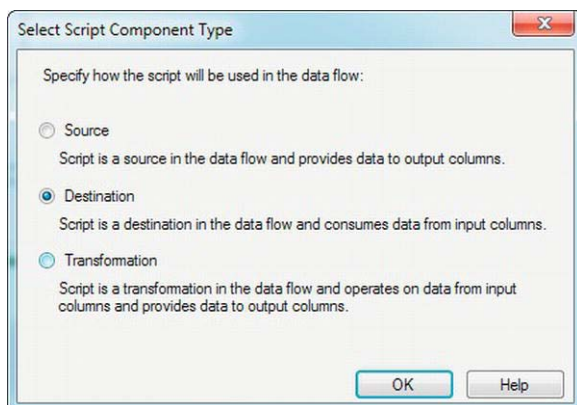 Select Script Component Type
Specify how the script will be used in the data flow:
Source
Script is a source in the data flow and provides data to output columns.
Destination
Script is a destination in the data flow and consumes data from input columns.
Transformation
Script is a transformation in the data flow and operates on data from input
columns and provides data to output columns.
OK Help